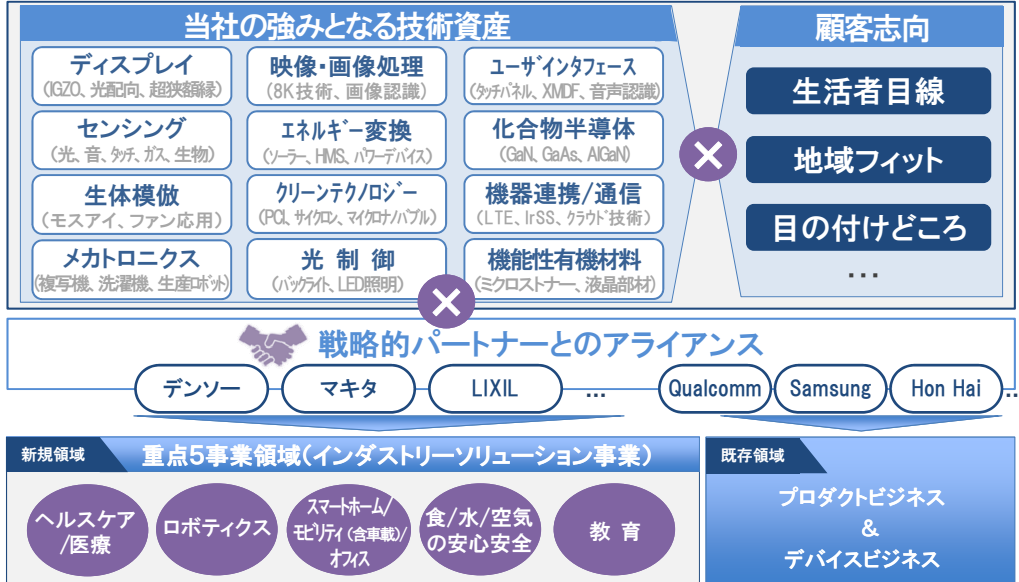 当社の強みとなる技術資産
顧客志向
ディスプレイ
(IGZO、光配向、超狭額縁)
映像・画像処理
(8K技術、画像認識)
ユーザインタフェース
(タッチパネル、XMDF、音声認識)
センシング
(光、音、タッチ、ガス、生物)
エネルギー変換
(ソーラー、HMS、パワーデバイス)
化合物半導体
(GaN、GaAs、AlGaN)
生体模倣
(モスアイ、ファン応用)
クリーンテクノロジー
(PCI、サイクロン、マイクロナノバブル)
機器連携/通信
(LTE、IrSS、クラウド技術)
メカトロニクス
(複写機、洗濯機、生産ロボット)
光 制 御
(バックライト、LED照明)
機能性有機材料
(ミクロストナー、液晶部材)
×
生活者目線
地域フィット
目の付けどころ
...
×
戦略的パートナーとのアライアンス
デンソー マキタ LIXIL ... Qualcomm Samsung Hon Hai ...
新規領域
重点5事業領域(インダストリーソリューション事業)
ヘルスケア
/医療
ロボティクス
スマートホーム/
モビリティ(含車載)/
オフィス
食/水/空気
の安心安全
教 育
既存領域
プロダクトビジネス
&
デバイスビジネス